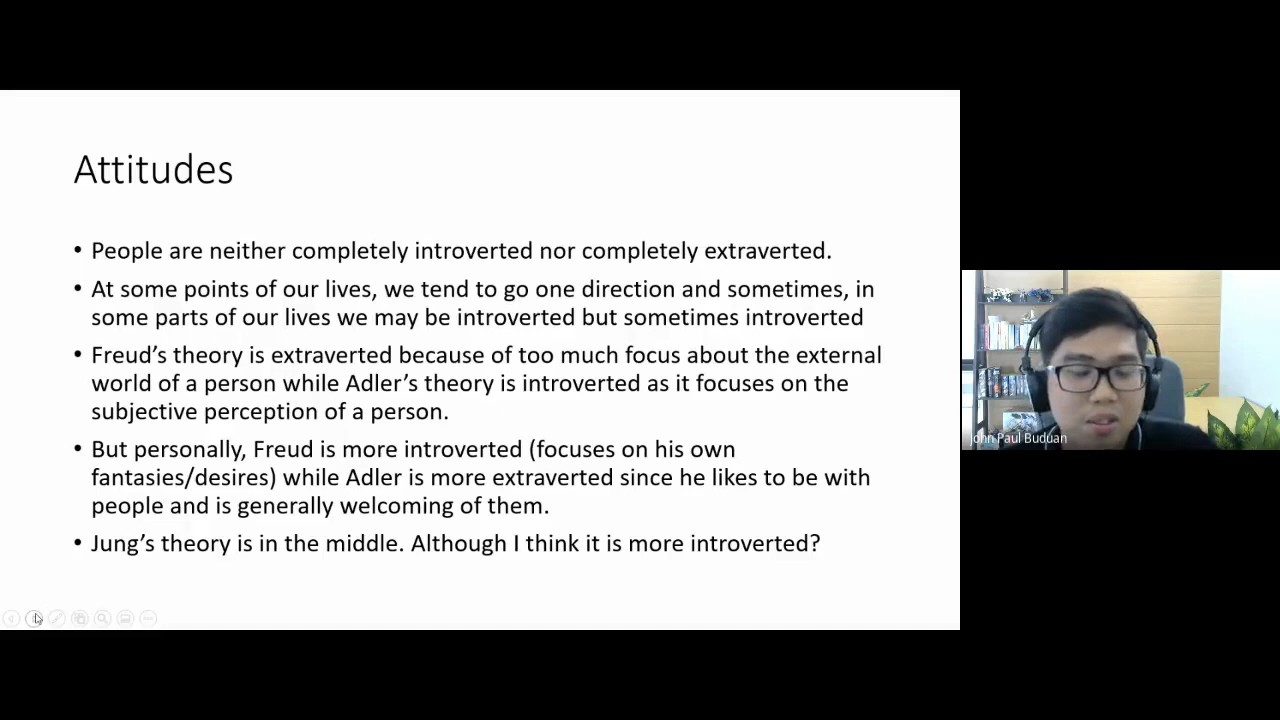 Attitudes
• People are neither completely introverted nor completely extraverted.
• At some points of our lives, we tend to go one direction and sometimes, in
some parts of our lives we may be introverted but sometimes introverted
• Freud's theory is extraverted because of too much focus about the external
world of a person while Adler's theory is introverted as it focuses on the
subjective perception of a person.
• But personally, Freud is more introverted (focuses on his own
fantasies/desires) while Adler is more extraverted since he likes to be with
people and is generally welcoming of them.
• Jung's theory is in the middle. Although I think it is more introverted?
John Paul Buduan